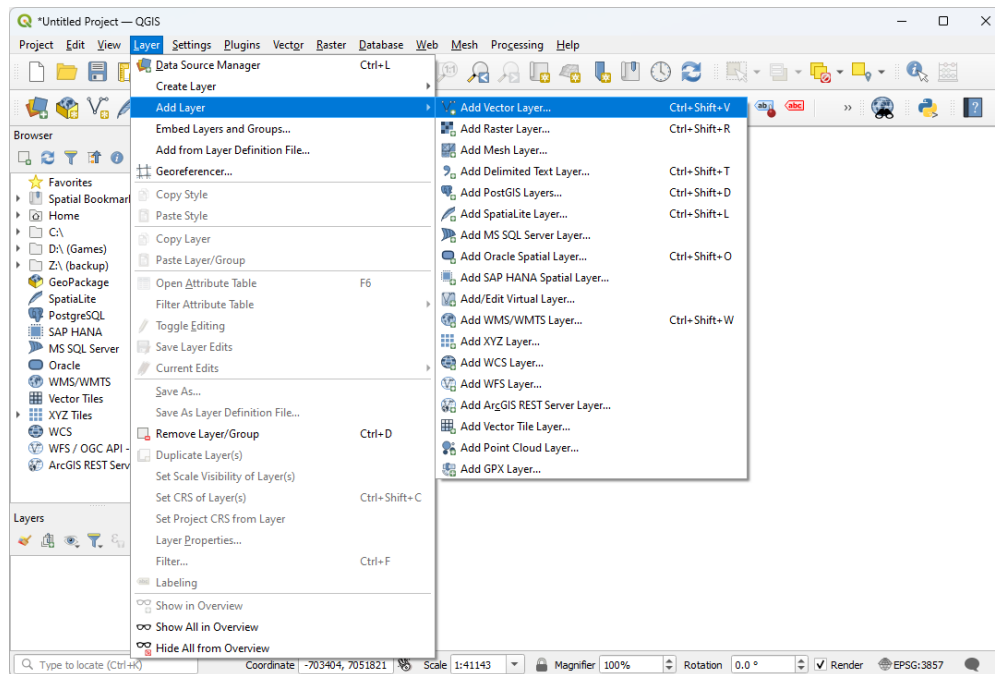 *Untitled Project — QGIS
Project Edit View Layer Settings Plugins Vector Raster Database Web Mesh Processing Help
Data Source Manager Ctrl+L
Create Layer
Add Layer
Embed Layers and Groups...
Add from Layer Definition File...
Georeferencer...
Copy Style
Paste Style
Copy Layer
Paste Layer/Group
Open Attribute Table F6
Filter Attribute Table
Toggle Editing
Save Layer Edits
Current Edits
Save As...
Save As Layer Definition File...
Remove Layer/Group Ctrl+D
Duplicate Layer(s)
Set Scale Visibility of Layer(s)
Set CRS of Layer(s) Ctrl+Shift+C
Set Project CRS from Layer
Layer Properties...
Filter... Ctrl+F
Labeling
Show in Overview
Show All in Overview
Hide All from Overview
Add Vector Layer... Ctrl+Shift+V
Add Raster Layer... Ctrl+Shift+R
Add Mesh Layer...
Add Delimited Text Layer... Ctrl+Shift+T
Add PostGIS Layers... Ctrl+Shift+D
Add SpatiaLite Layer... Ctrl+Shift+L
Add MS SQL Server Layer...
Add Oracle Spatial Layer... Ctrl+Shift+O
Add SAP HANA Spatial Layer...
Add/Edit Virtual Layer...
Add WMS/WMTS Layer... Ctrl+Shift+W
Add XYZ Layer...
Add WCS Layer...
Add WFS Layer...
Add ArcGIS REST Server Layer...
Add Vector Tile Layer...
Add Point Cloud Layer...
Add GPX Layer...
ab abc »
Browser
Favorites
Spatial Bookmar
Home
C:\
D:\ (Games)
Z:\ (backup)
GeoPackage
SpatiaLite
PostgreSQL
SAP HANA
MS SQL Server
Oracle
WMS/WMTS
Vector Tiles
XYZ Tiles
WCS
WFS / OGC API -
ArcGIS REST Serv
Layers
Type to locate (Ctrl+K) Coordinate -703404, 7051821 Scale 1:41143 Magnifier 100% Rotation 0.0 ° Render EPSG:3857